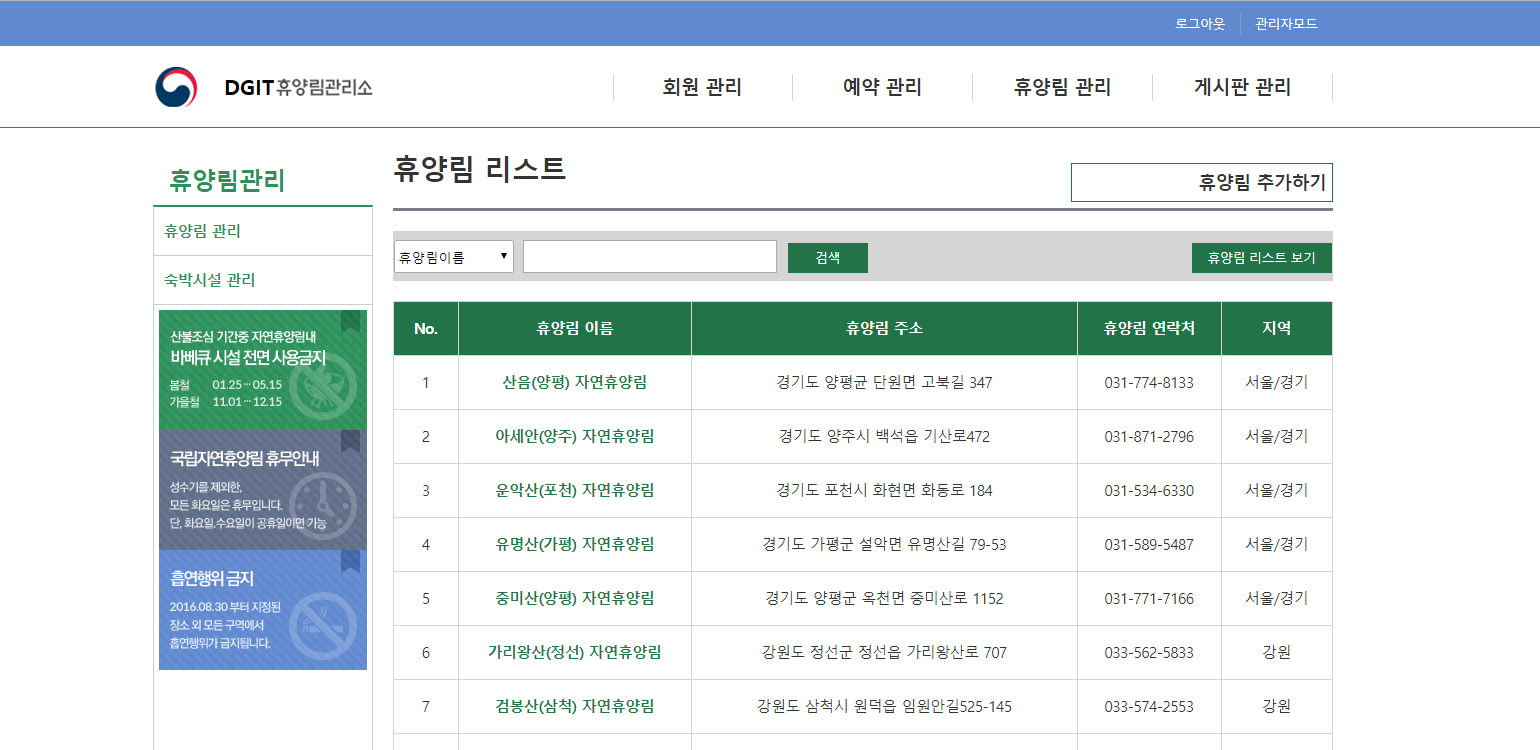 로그아웃 관리자모드
DGIT휴양림관리소 회원 관리 예약 관리 휴양림 관리 게시판 관리
휴양림관리
휴양림 관리
숙박시설 관리
산불조심 기간중 자연휴양림내
바베큐 시설 전면 사용금지
봄철 01.25 ··· 05.15
가을철 11.01 ··· 12.15
국립자연휴양림 휴무안내
성수기를 제외한,
모든 화요일은 휴무입니다.
단, 화요일.수요일이 공휴일이면 가능
흡연행위 금지
2016.08.30 부터 지정된
장소 외 모든 구역에서
흡연행위가 금지됩니다.
휴양림 리스트
휴양림 추가하기
휴양림이름 검색 휴양림 리스트 보기
No. 휴양림 이름 휴양림 주소 휴양림 연락처 지역
1 산음(양평) 자연휴양림 경기도 양평균 단원면 고북길 347 031-774-8133 서울/경기
2 아세안(양주) 자연휴양림 경기도 양주시 백석읍 기산로472 031-871-2796 서울/경기
3 운악산(포천) 자연휴양림 경기도 포천시 화현면 화동로 184 031-534-6330 서울/경기
4 유명산(가평) 자연휴양림 경기도 가평군 설악면 유명산길 79-53 031-589-5487 서울/경기
5 중미산(양평) 자연휴양림 경기도 양평군 옥천면 중미산로 1152 031-771-7166 서울/경기
6 가리왕산(정선) 자연휴양림 강원도 정선군 정선읍 가리왕산로 707 033-562-5833 강원
7 검봉산(삼척) 자연휴양림 강원도 삼척시 원덕읍 임원안길525-145 033-574-2553 강원